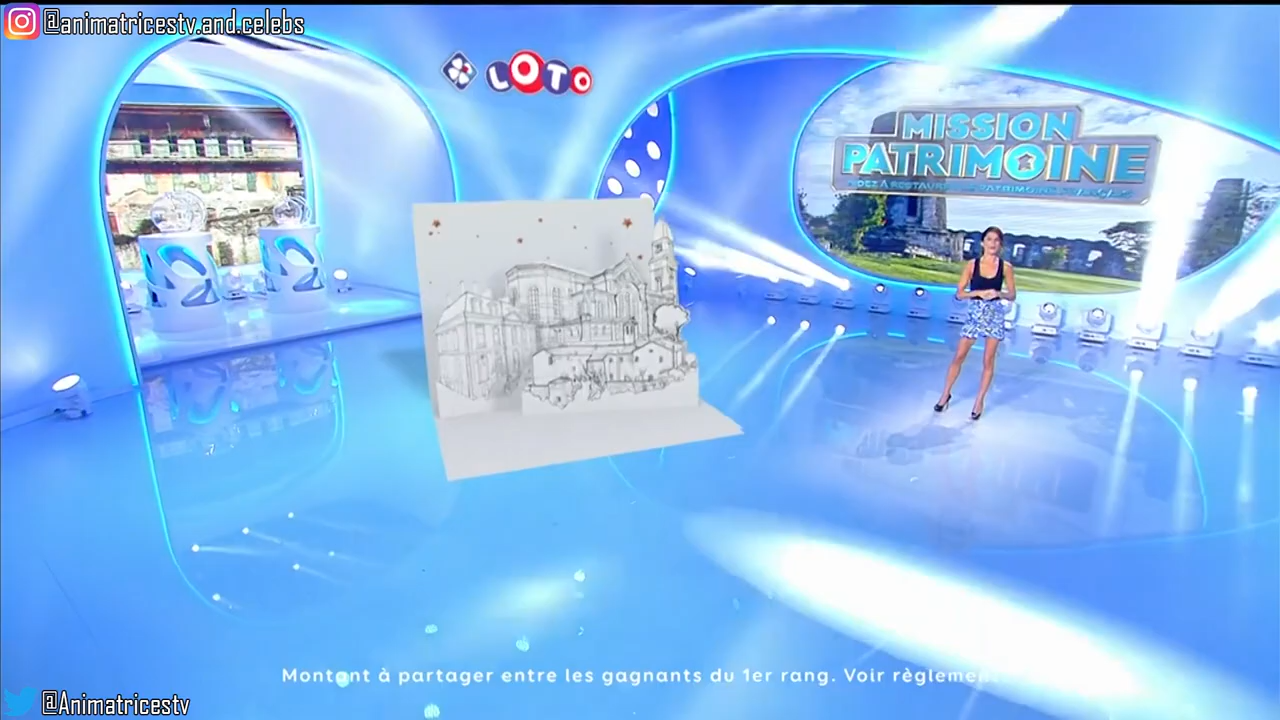 @animatricestv.and.celebs
LOTO
MISSION
PATRIMOINE
Montant à partager entre les gagnants du 1er rang. Voir règlement
@Animatricestv